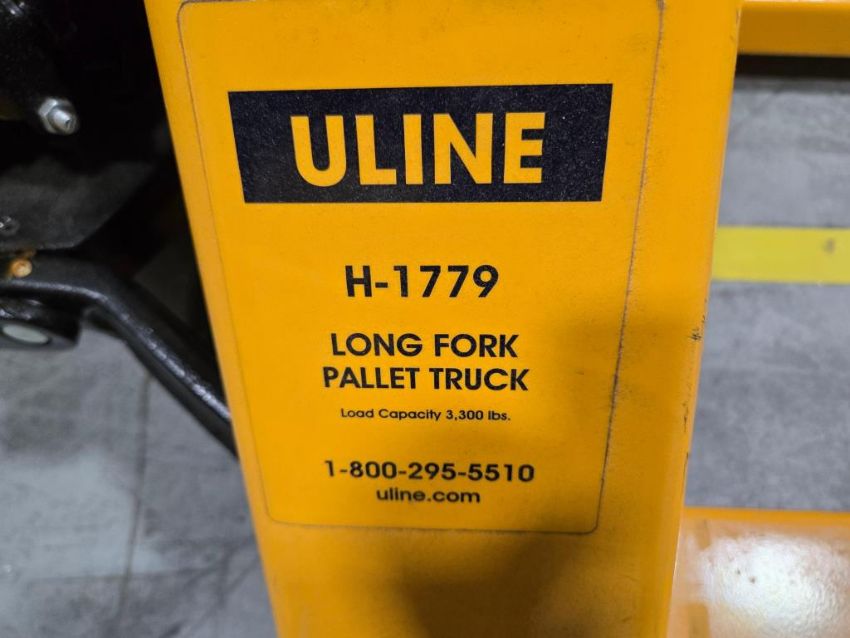 ULINE
H-1779
LONG FORK
PALLET TRUCK
Load Capacity 3,300 lbs.
1-800-295-5510
uline.com